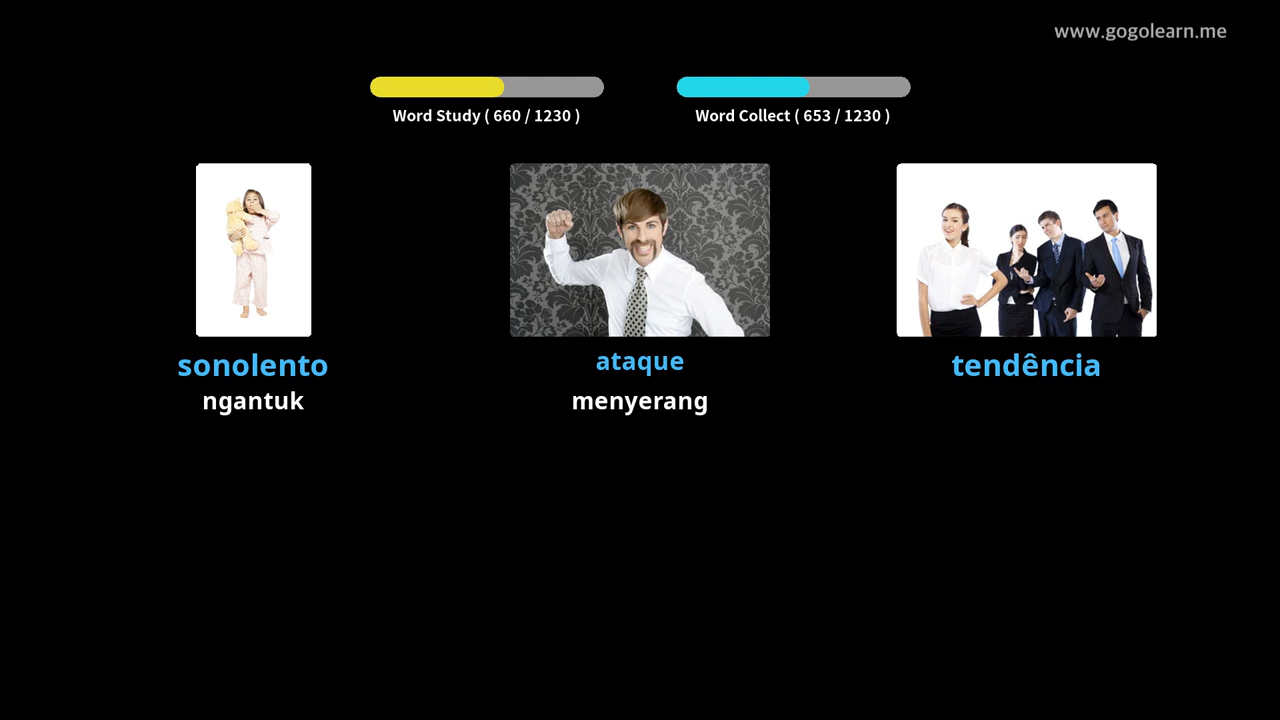 www.gogolearn.me
Word Study ( 660 / 1230 )
Word Collect ( 653 / 1230 )
sonolento
ngantuk
ataque
menyerang
tendência